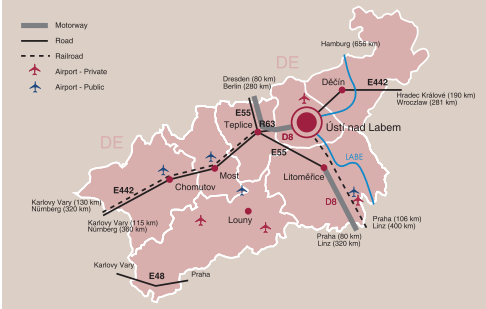 Motorway
Road
Railroad
Airport - Private
Airport - Public
DE
DE
Hamburg (656 km)
Děčín
E442
Hradec Králové (190 km)
Wroczlaw (281 km)
Dresden (80 km)
Berlin (280 km)
E55
Teplice
R63
D8
Ústí nad Labem
E55
LABE
Most
Litoměřice
Chomutov
E442
D8
Karlovy Vary (130 km)
Nürnberg (320 km)
Karlovy Vary (115 km)
Nürnberg (360 km)
Louny
Praha (106 km)
Linz (400 km)
Praha (80 km)
Linz (320 km)
Karlovy Vary
E48
Praha